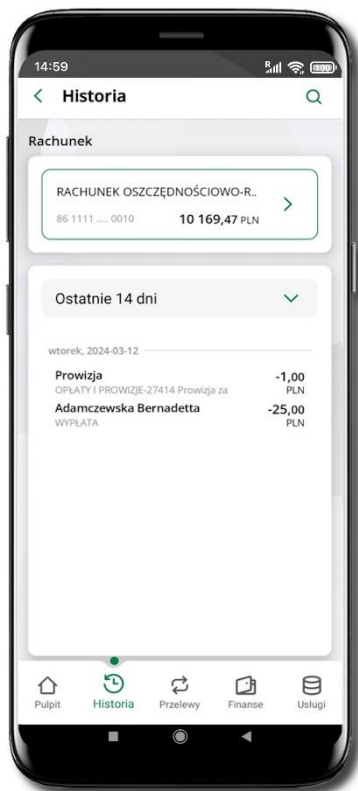 14:59
R
100
Historia
Rachunek
RACHUNEK OSZCZĘDNOŚCIOWO-R..
86 1111 .... 0010 10 169,47 PLN
Ostatnie 14 dni
wtorek, 2024-03-12
Prowizja -1,00
OPŁATY I PROWIZJE-27414 Prowizja za PLN
Adamczewska Bernadetta -25,00
WYPŁATA PLN
Pulpit Historia Przelewy Finanse Usługi